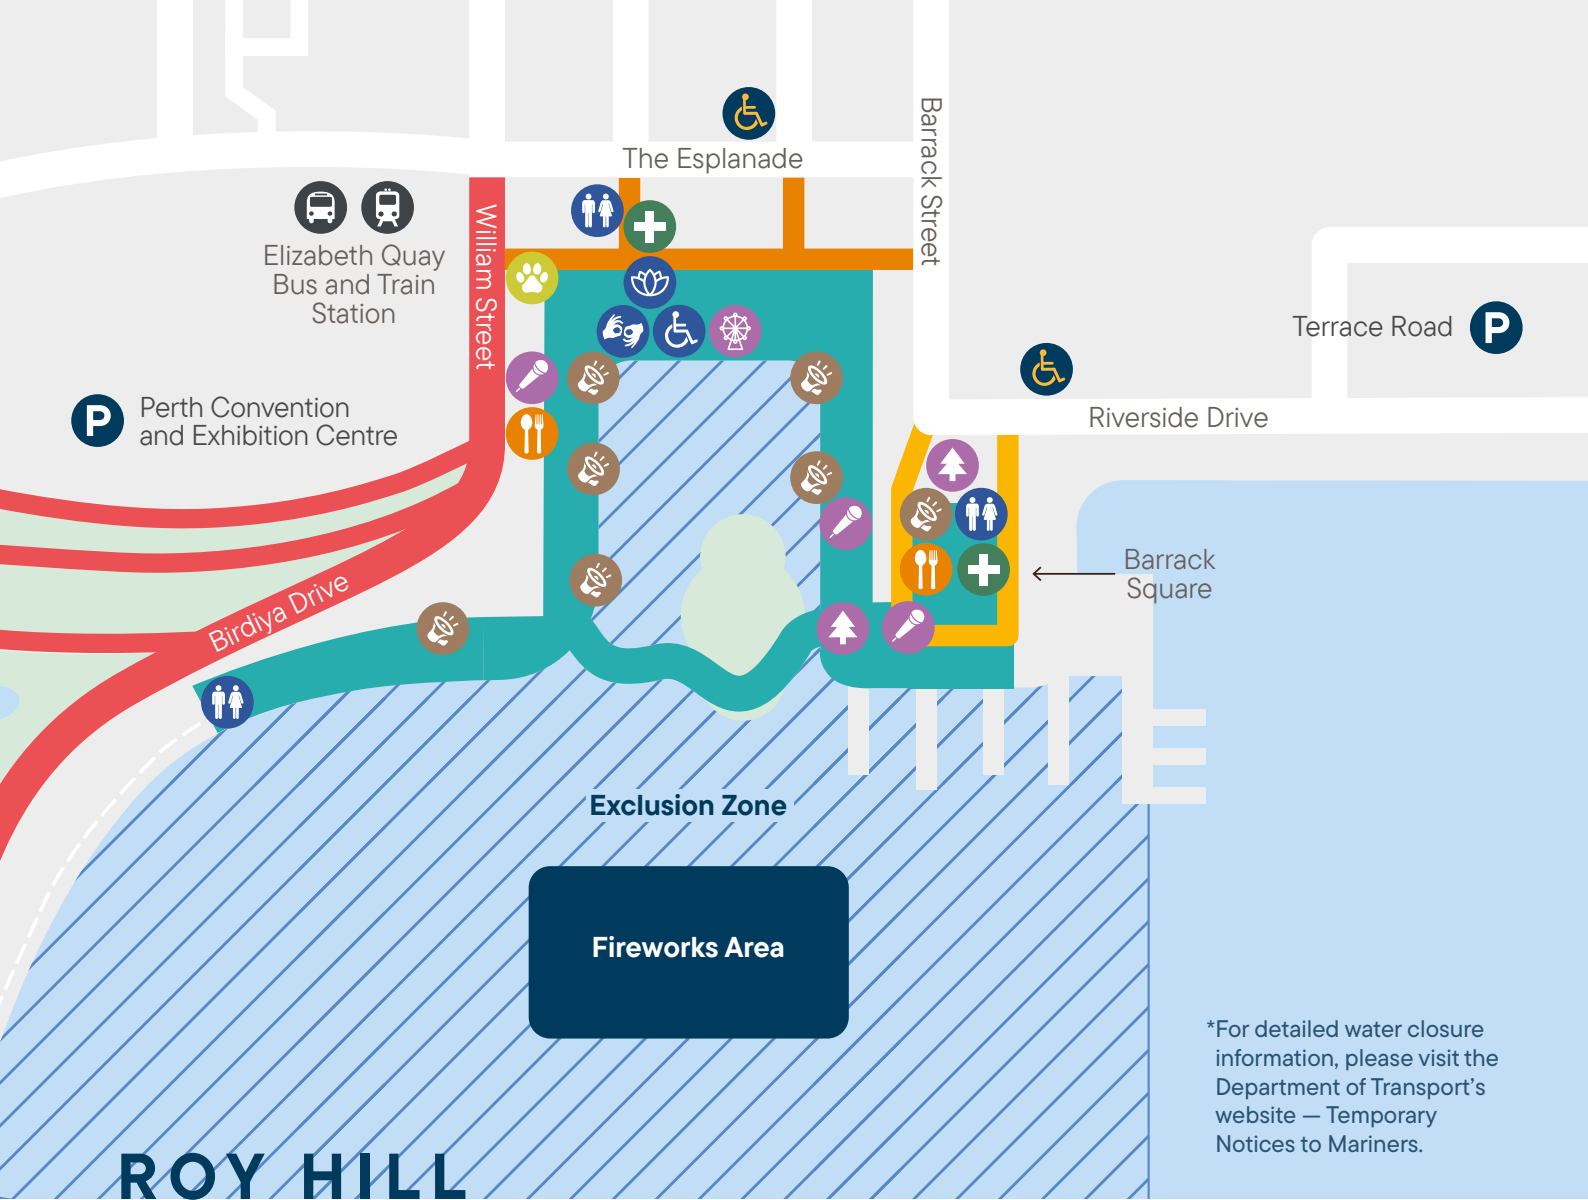 The Esplanade
Barrack Street
William Street
Elizabeth Quay
Bus and Train
Station
Terrace Road
P
P
Perth Convention
and Exhibition Centre
Riverside Drive
Barrack
Square
Birdiya Drive
Exclusion Zone
Fireworks Area
*For detailed water closure
information, please visit the
Department of Transport's
website — Temporary
Notices to Mariners.
ROY HILL